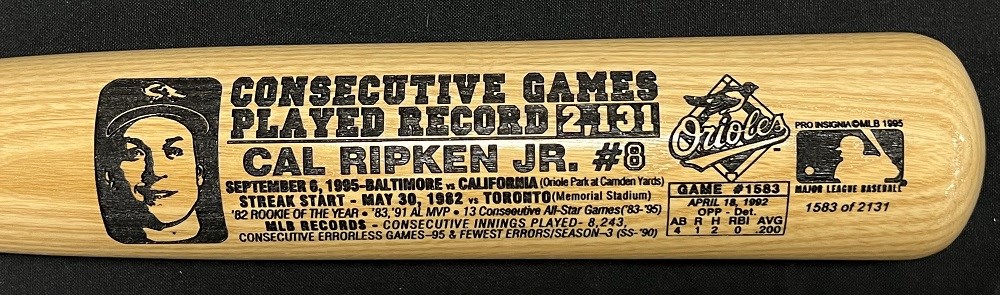 CONSECUTIVE GAMES
PLAYED RECORD 2,131
CAL RIPKEN JR. #8
SEPTEMBER 6, 1995-BALTIMORE vs CALIFORNIA (Oriole Park at Camden Yards)
STREAK START - MAY 30, 1982 vs TORONTO (Memorial Stadium)
'82 ROOKIE OF THE YEAR • '83,'91 AL MVP • 13 Consecutive All-Star Games ('83-'95)
MLB RECORDS - CONSECUTIVE INNINGS PLAYED- 8,243,
CONSECUTIVE ERRORLESS GAMES-95 & FEWEST ERRORS/SEASON-3 (SS-'90)
Orioles
GAME #1583
APRIL 18, 1992
OPP - Det.
AB R H RBI AVG
4 1 2 0 .200
PRO INSIGNIA©MLB 1995
MAJOR LEAGUE BASEBALL
1583 of 2131